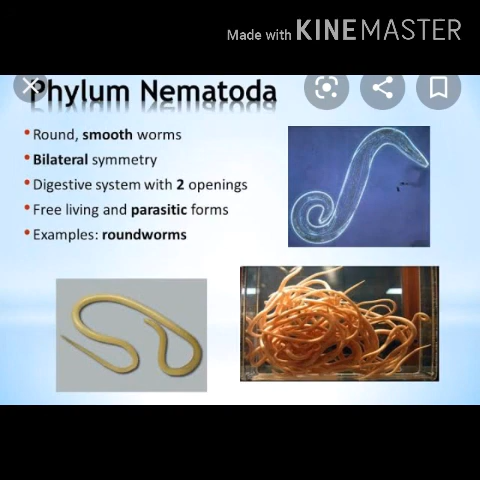 Made with KINEMASTER
Phylum Nematoda
Round, smooth worms
Bilateral symmetry
Digestive system with 2 openings
Free living and parasitic forms
Examples: roundworms